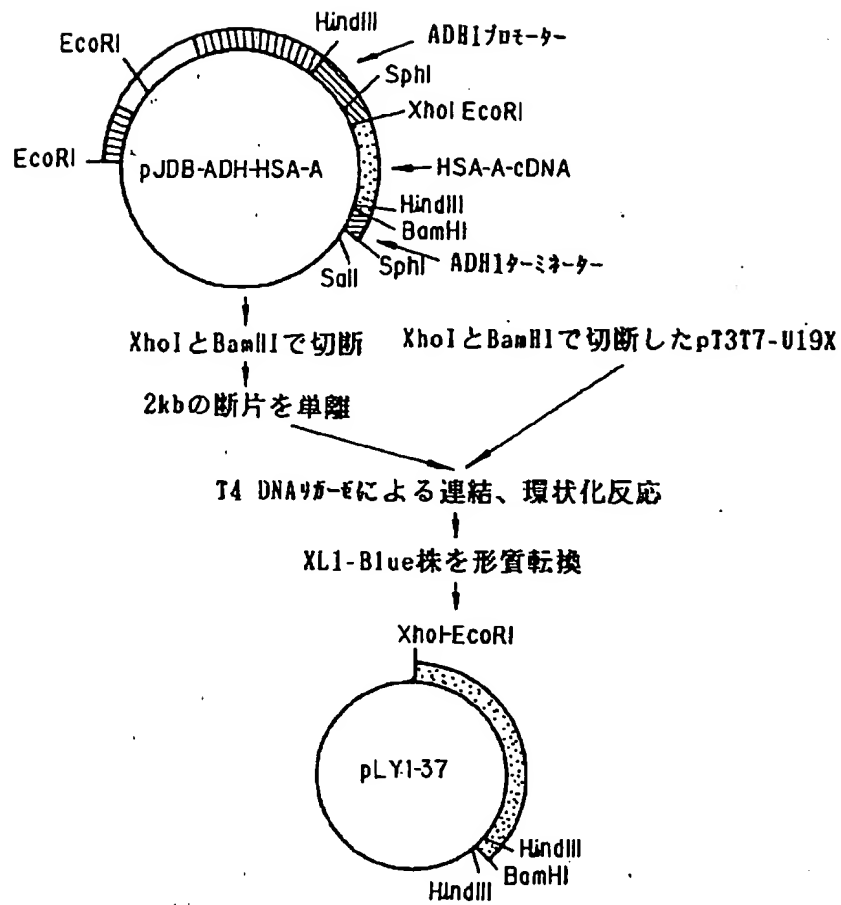 HindIII
ADH1プロモーター
EcoRI
SphI
XhoI EcoRI
EcoRI
pJDB-ADH-HSA-A
HSA-A-cDNA
HindIII
BamHI
SphI
ADH1ターミネーター
SalI
XhoIとBamHIで切断
XhoIとBamHIで切断したpT3T7-U19X
2kbの断片を単離
T4 DNAリガーゼによる連結、環状化反応
XL1-Blue株を形質転換
XhoI-EcoRI
pLY1-37
HindIII
BamHI
HindIII